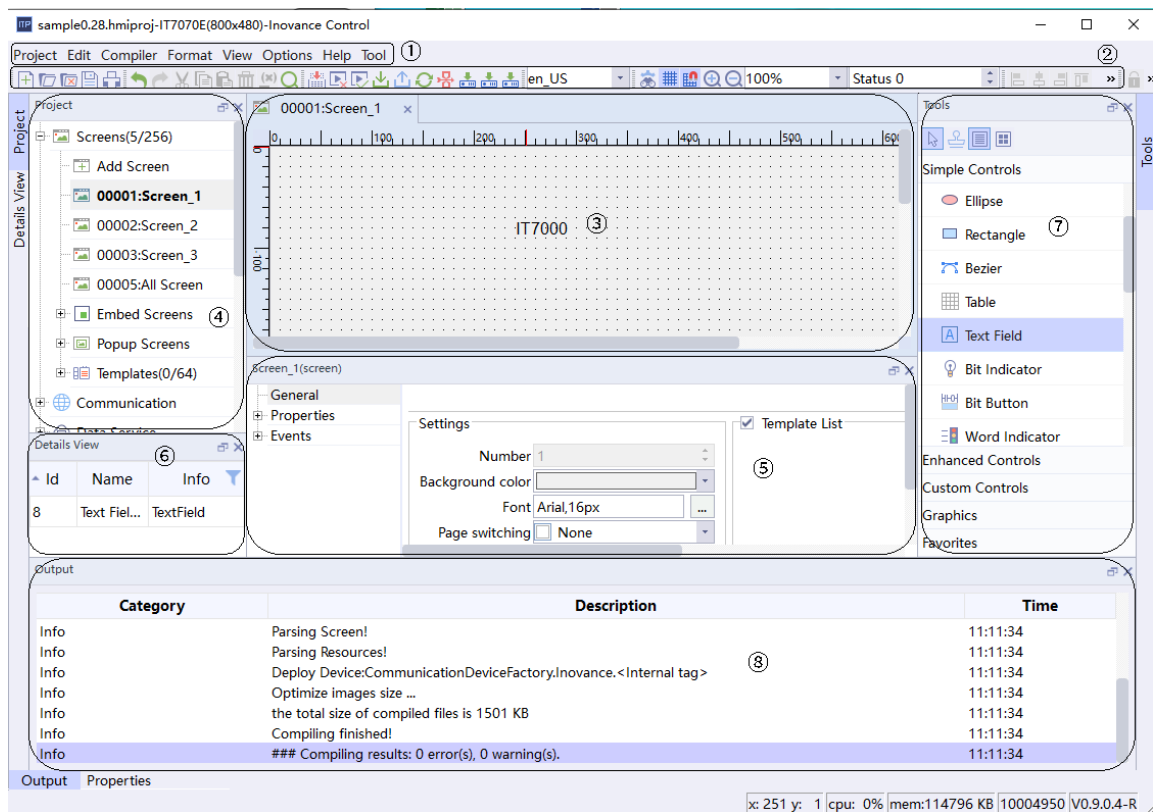 ITP sample0.28.hmiproj-IT7070E(800x480)-Inovance Control
Project Edit Compiler Format View Options Help Tool ①
②
en_US 100% Status 0 » »
Project
Details View
Project
Screens(5/256)
Add Screen
00001:Screen_1
00002:Screen_2
00003:Screen_3
00005:All Screen
Embed Screens ④
Popup Screens
Templates(0/64)
Communication
Data Service
Details View
⑥
Id Name Info
8 Text Fiel... TextField
00001:Screen_1 ×
0 100 200 300 400 500 600
0
-100
IT7000 ③
Screen_1(screen)
General
Properties
Events
Settings
Number 1
Background color
Font Arial,16px ...
Page switching None
Template List
⑤
Tools
Tools
Simple Controls
Ellipse
Rectangle ⑦
Bezier
Table
A Text Field
Bit Indicator
Bit Button
Word Indicator
Enhanced Controls
Custom Controls
Graphics
Favorites
Output
Category Description Time
Info Parsing Screen! 11:11:34
Info Parsing Resources! 11:11:34
Info Deploy Device:CommunicationDeviceFactory.Inovance.<Internal tag> ⑧ 11:11:34
Info Optimize images size ... 11:11:34
Info the total size of compiled files is 1501 KB 11:11:34
Info Compiling finished! 11:11:34
Info ### Compiling results: 0 error(s), 0 warning(s). 11:11:34
Output Properties
x: 251 y: 1 cpu: 0% mem:114796 KB 10004950 V0.9.0.4-R